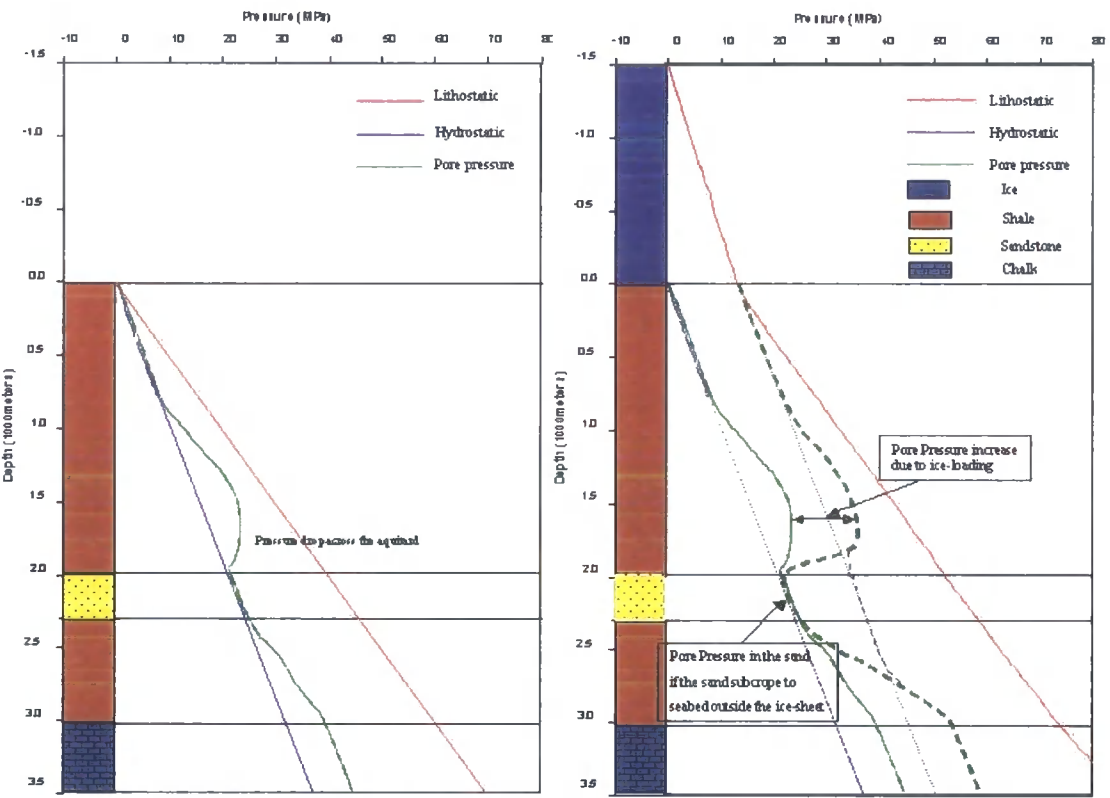 Pressure (MPa)
-10 0 10 20 30 40 50 60 70 80
-1.5
-1.0
-0.5
0.0
0.5
1.0
1.5
2.0
2.5
3.0
3.5
Depth (1000meters)
Lithostatic
Hydrostatic
Pore pressure
Pressure drop across the aquitard
Pressure (MPa)
-10 0 10 20 30 40 50 60 70 80
-1.5
-1.0
-0.5
0.0
0.5
1.0
1.5
2.0
2.5
3.0
3.5
Depth (1000meters)
Lithostatic
Hydrostatic
Pore pressure
Ice
Shale
Sandstone
Chalk
Pore Pressure increase
due to ice-loading
Pore Pressure in the sand
if the sand subcrops to
seabed outside the ice-sheet